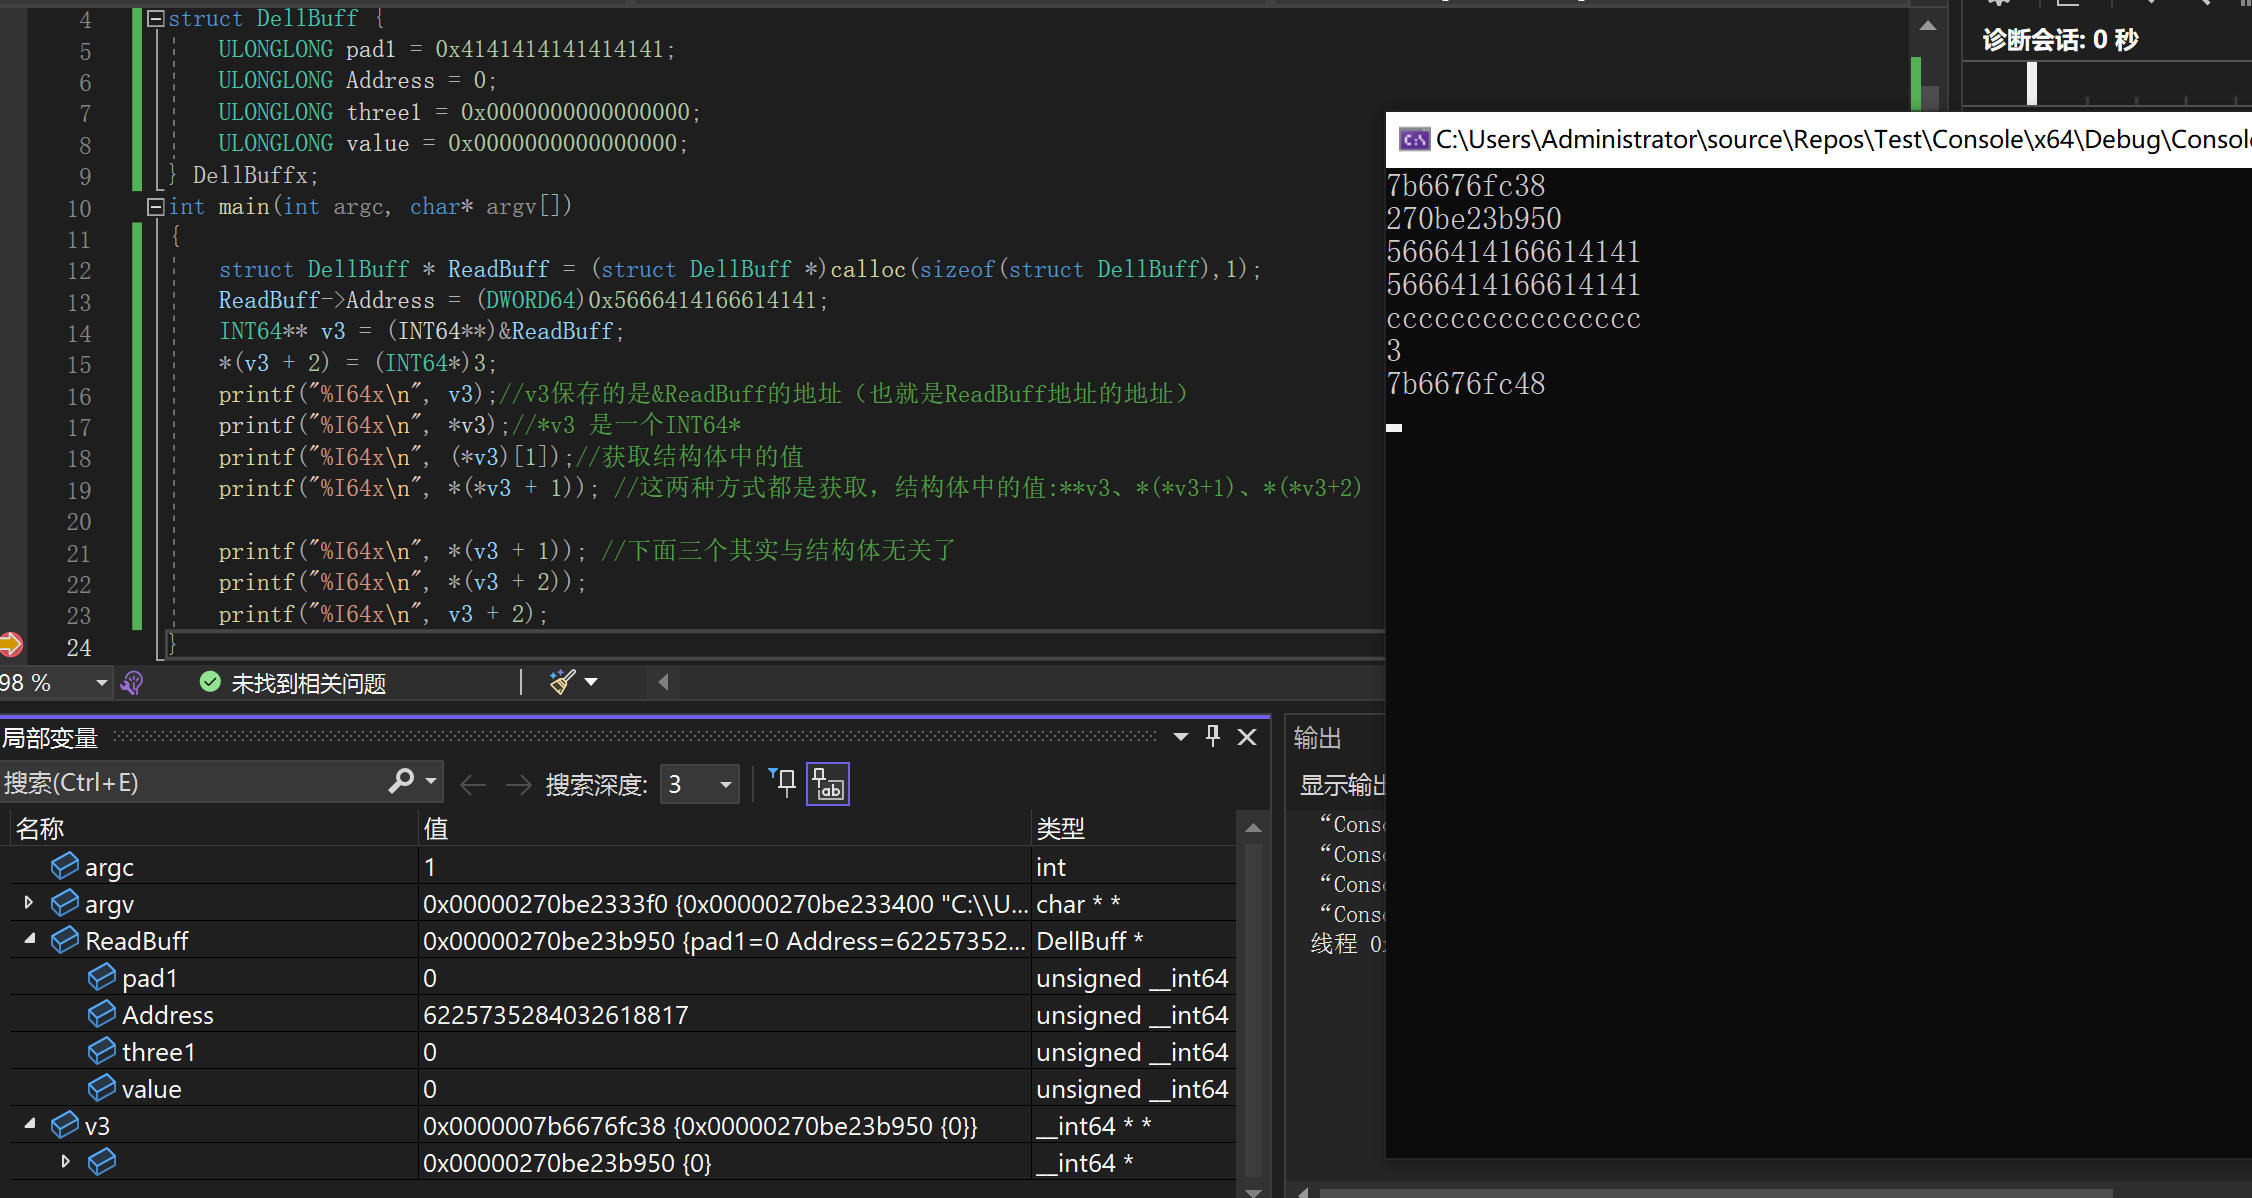 4 struct DellBuff {
5 ULONGLONG pad1 = 0x4141414141414141;
6 ULONGLONG Address = 0;
7 ULONGLONG three1 = 0x0000000000000000;
8 ULONGLONG value = 0x0000000000000000;
9 } DellBuffx;
10 int main(int argc, char* argv[])
11 {
12 struct DellBuff * ReadBuff = (struct DellBuff *)calloc(sizeof(struct DellBuff),1);
13 ReadBuff->Address = (DWORD64)0x5666414166614141;
14 INT64** v3 = (INT64**)&ReadBuff;
15 *(v3 + 2) = (INT64*)3;
16 printf("%I64x\n", v3);//v3保存的是&ReadBuff的地址（也就是ReadBuff地址的地址）
17 printf("%I64x\n", *v3);//*v3 是一个INT64*
18 printf("%I64x\n", (*v3)[1]);//获取结构体中的值
19 printf("%I64x\n", *(*v3 + 1)); //这两种方式都是获取，结构体中的值:**v3、*(*v3+1)、*(*v3+2)
20
21 printf("%I64x\n", *(v3 + 1)); //下面三个其实与结构体无关了
22 printf("%I64x\n", *(v3 + 2));
23 printf("%I64x\n", v3 + 2);
24 }
98 %
未找到相关问题
诊断会话: 0 秒
C:\Users\Administrator\source\Repos\Test\Console\x64\Debug\Consol
7b6676fc38
270be23b950
5666414166614141
5666414166614141
cccccccccccccccc
3
7b6676fc48
局部变量
搜索(Ctrl+E)
搜索深度: 3
名称 值 类型
argc 1 int
argv 0x00000270be2333f0 {0x00000270be233400 "C:\\U... char * *
ReadBuff 0x00000270be23b950 {pad1=0 Address=62257352... DellBuff *
pad1 0 unsigned __int64
Address 6225735284032618817 unsigned __int64
three1 0 unsigned __int64
value 0 unsigned __int64
v3 0x0000007b6676fc38 {0x00000270be23b950 {0}} __int64 * *
0x00000270be23b950 {0} __int64 *
输出
显示输出
“Conso
“Conso
“Conso
“Conso
线程 0x